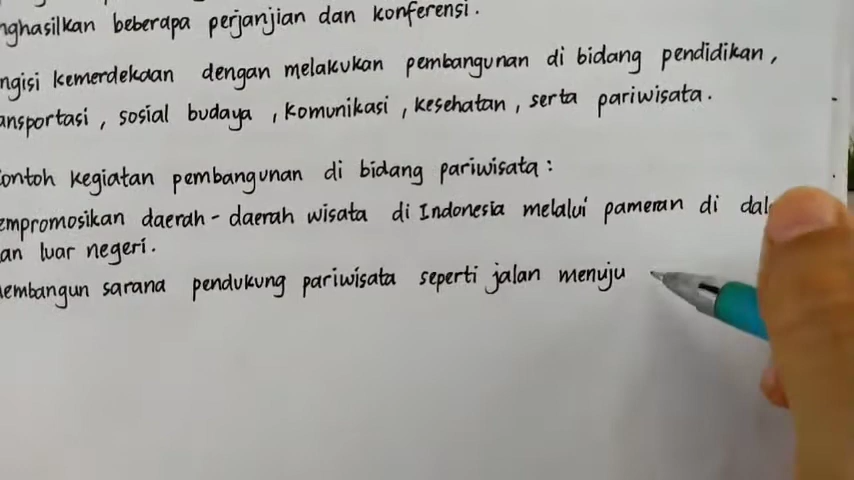 nghasilkan beberapa perjanjian dan konferensi.
ngisi kemerdekaan dengan melakukan pembangunan di bidang pendidikan,
ansportasi, sosial budaya, komunikasi, kesehatan, serta pariwisata.
ontoh kegiatan pembangunan di bidang pariwisata:
empromosikan daerah-daerah wisata di Indonesia melalui pameran di dal
an luar negeri.
embangun sarana pendukung pariwisata seperti jalan menuju